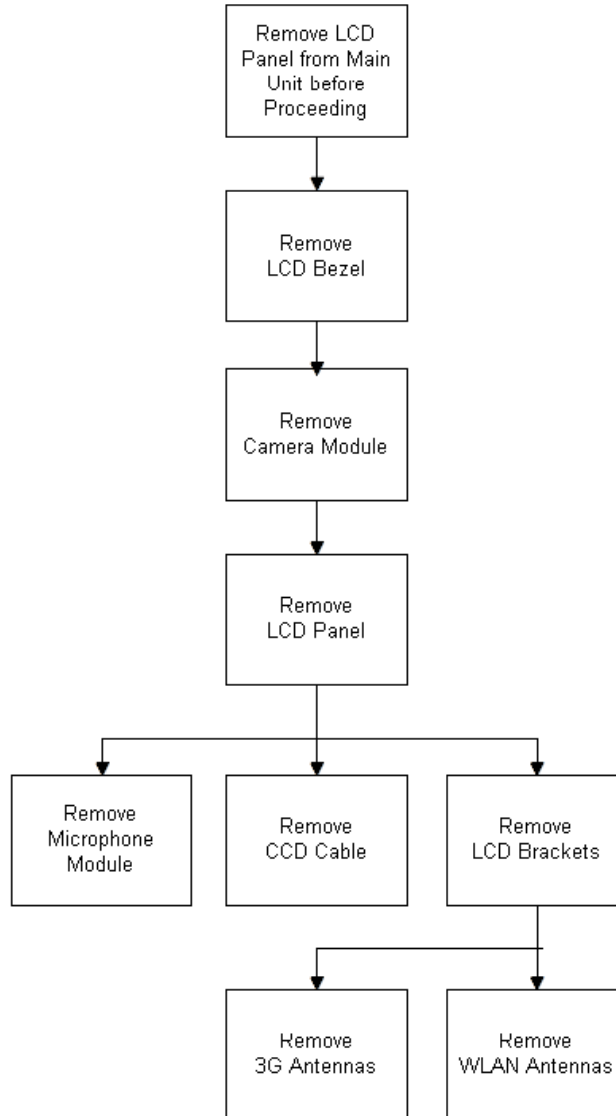 Remove LCD
Panel from Main
Unit before
Proceeding
Remove
LCD Bezel
Remove
Camera Module
Remove
LCD Panel
Remove
Microphone
Module
Remove
CCD Cable
Remove
LCD Brackets
Remove
3G Antennas
Remove
WLAN Antennas